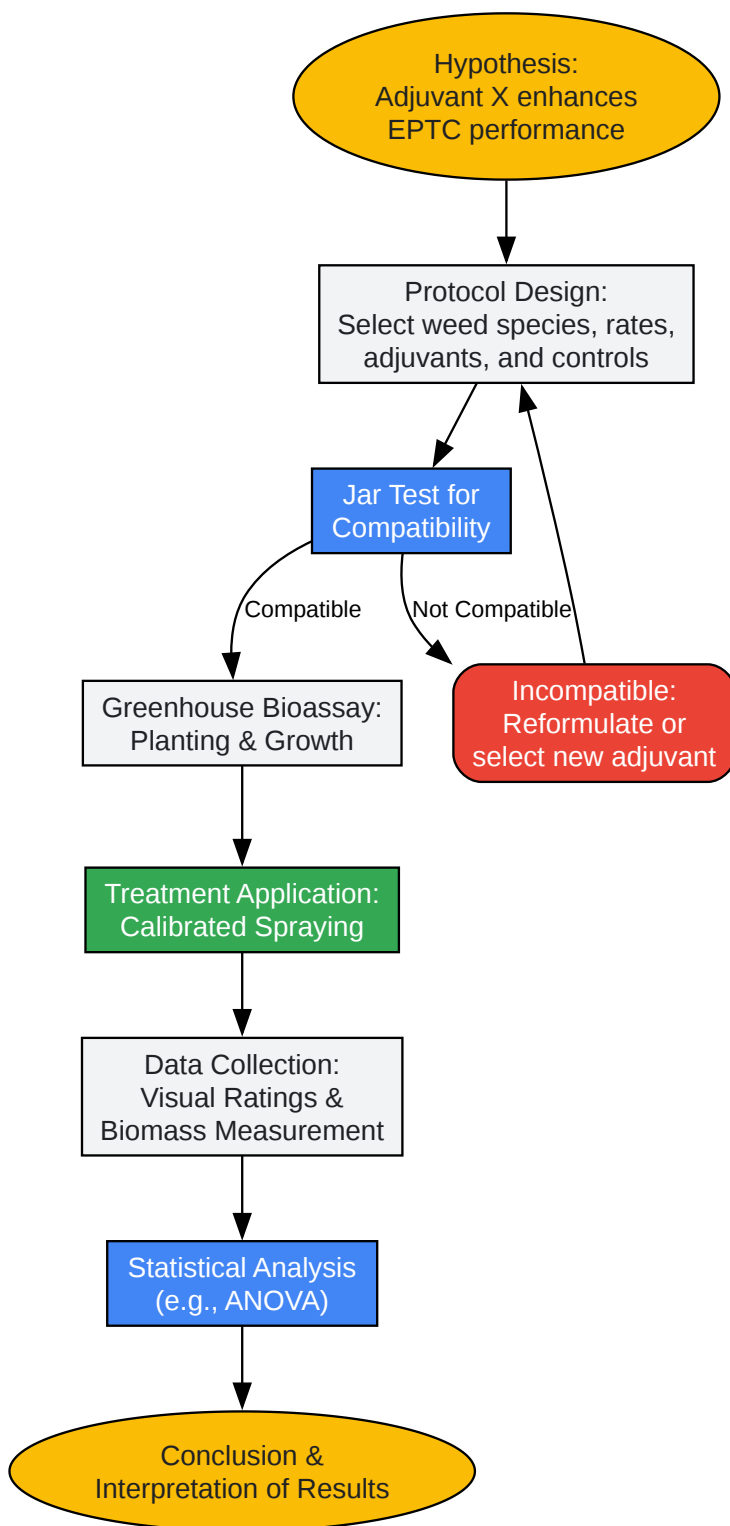 Hypothesis:
Adjuvant X enhances
EPTC performance
Protocol Design:
Select weed species, rates,
adjuvants, and controls
Jar Test for
Compatibility
Compatible
Not Compatible
Greenhouse Bioassay:
Planting & Growth
Incompatible:
Reformulate or
select new adjuvant
Treatment Application:
Calibrated Spraying
Data Collection:
Visual Ratings &
Biomass Measurement
Statistical Analysis
(e.g., ANOVA)
Conclusion &
Interpretation of Results